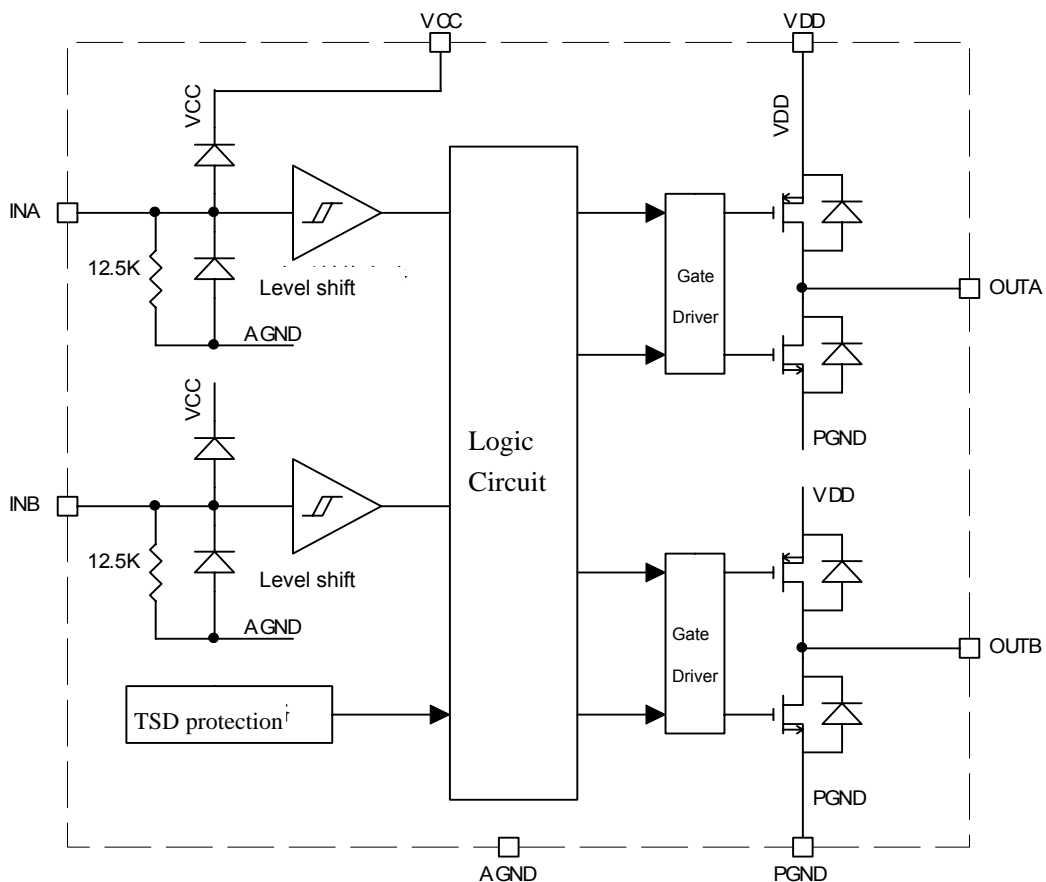 VCC
VDD
VCC
VDD
INA
12.5K
Level shift
AGND
Gate
Driver
OUTA
PGND
VCC
Logic
Circuit
INB
12.5K
Level shift
AGND
VDD
Gate
Driver
OUTB
TSD protection
PGND
AGND
PGND